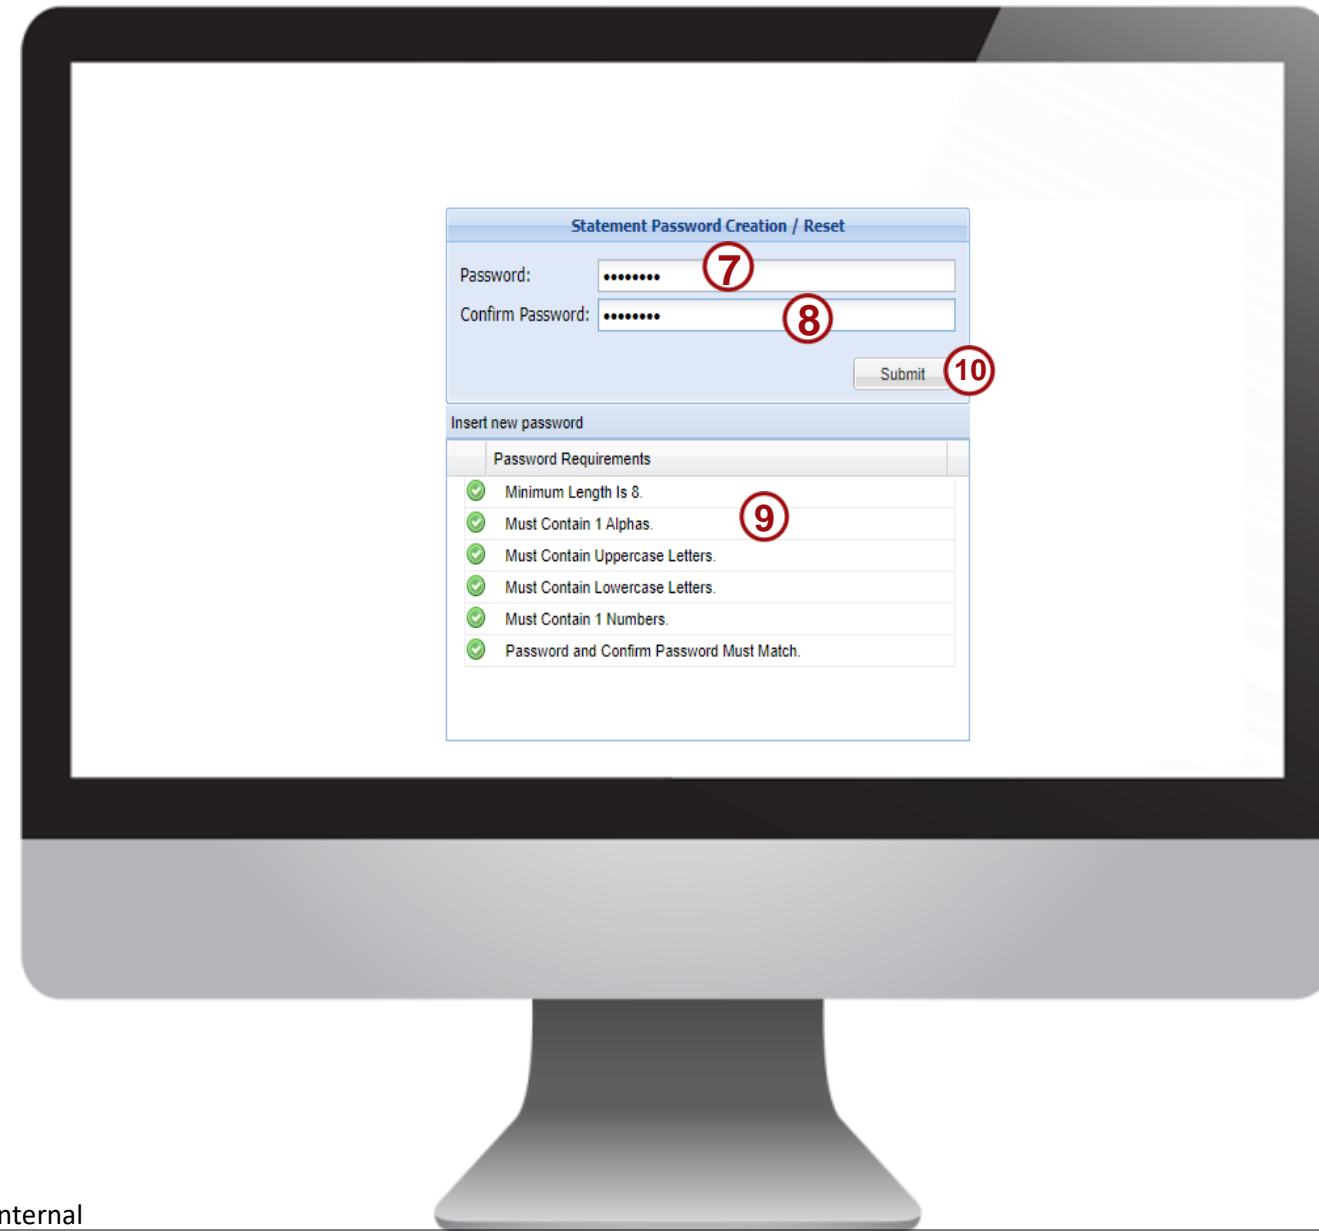 Statement Password Creation / Reset
Password: •••••••• 7
Confirm Password: •••••••• 8
Submit 10
Insert new password
Password Requirements
Minimum Length Is 8.
9
Must Contain 1 Alphas.
Must Contain Uppercase Letters.
Must Contain Lowercase Letters.
Must Contain 1 Numbers.
Password and Confirm Password Must Match.
nternal